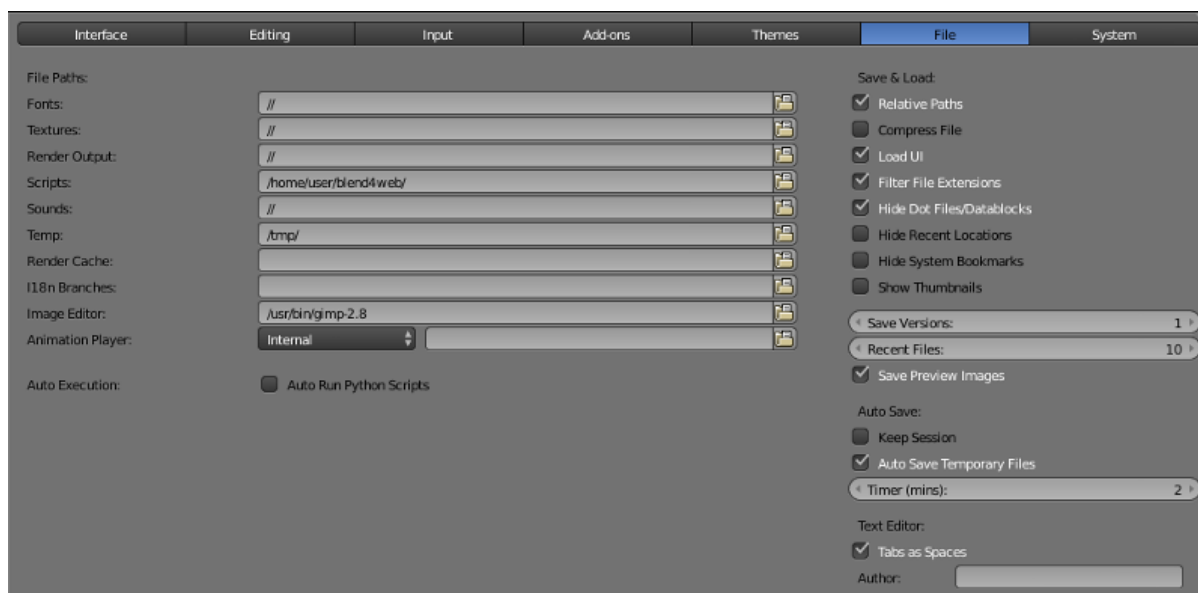 Interface Editing Input Add-ons Themes File System
File Paths:
Fonts: //
Textures: //
Render Output: //
Scripts: /home/user/blend4web/
Sounds: //
Temp: /tmp/
Render Cache:
I18n Branches:
Image Editor: /usr/bin/gimp-2.8
Animation Player: Internal
Auto Execution: Auto Run Python Scripts
Save & Load:
Relative Paths
Compress File
Load UI
Filter File Extensions
Hide Dot Files/Datablocks
Hide Recent Locations
Hide System Bookmarks
Show Thumbnails
Save Versions: 1
Recent Files: 10
Save Preview Images
Auto Save:
Keep Session
Auto Save Temporary Files
Timer (mins): 2
Text Editor:
Tabs as Spaces
Author: